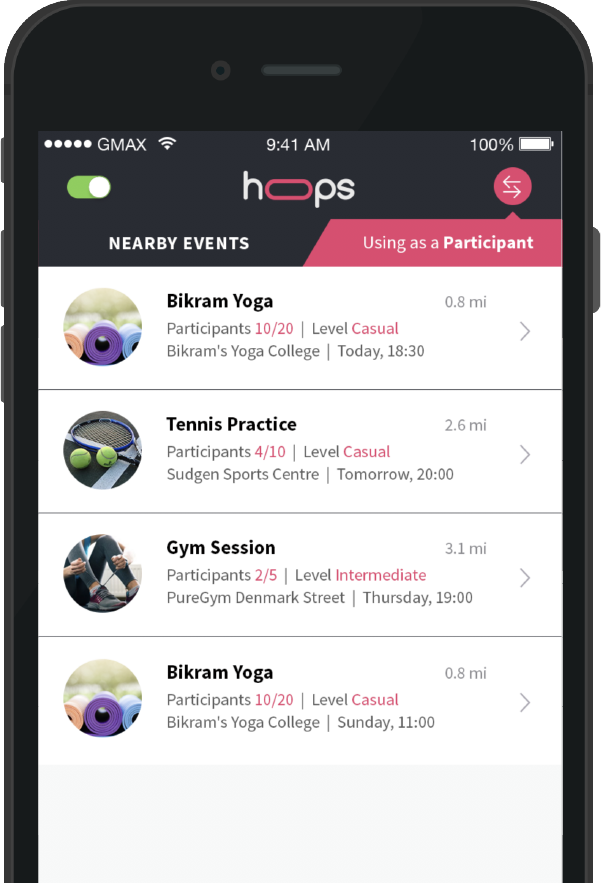 GMAX 9:41 AM 100%
hoops
NEARBY EVENTS
Using as a Participant
Bikram Yoga 0.8 mi
Participants 10/20 | Level Casual
Bikram's Yoga College | Today, 18:30
Tennis Practice 2.6 mi
Participants 4/10 | Level Casual
Sudgen Sports Centre | Tomorrow, 20:00
Gym Session 3.1 mi
Participants 2/5 | Level Intermediate
PureGym Denmark Street | Thursday, 19:00
Bikram Yoga 0.8 mi
Participants 10/20 | Level Casual
Bikram's Yoga College | Sunday, 11:00